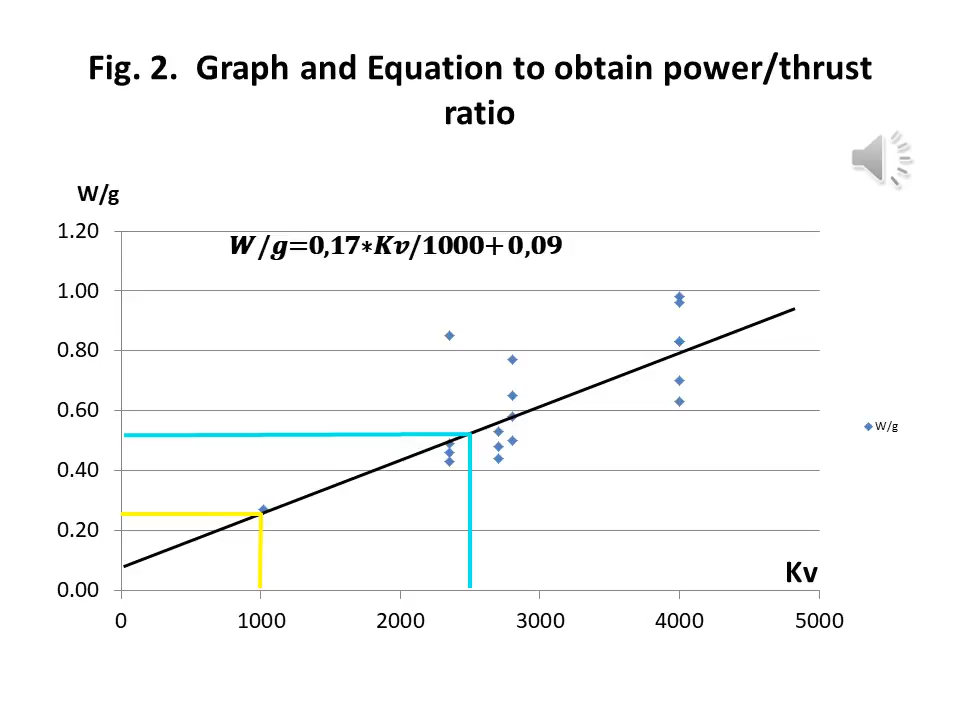 Fig. 2. Graph and Equation to obtain power/thrust
ratio
W/g
W/g=0,17*Kv/1000+0,09
1.20
1.00
0.80
0.60
0.40
0.20
0.00
W/g
Kv
0 1000 2000 3000 4000 5000